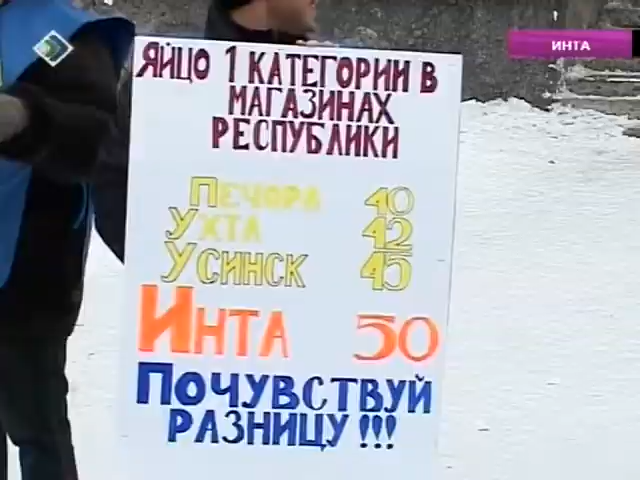 ИНТА
ЯЙЦО 1 КАТЕГОРИИ В
МАГАЗИНАХ
РЕСПУБЛИКИ
ПЕЧОРА 40
УХТА 42
УСИНСК 45
ИНТА 50
ПОЧУВСТВУЙ
РАЗНИЦУ !!!